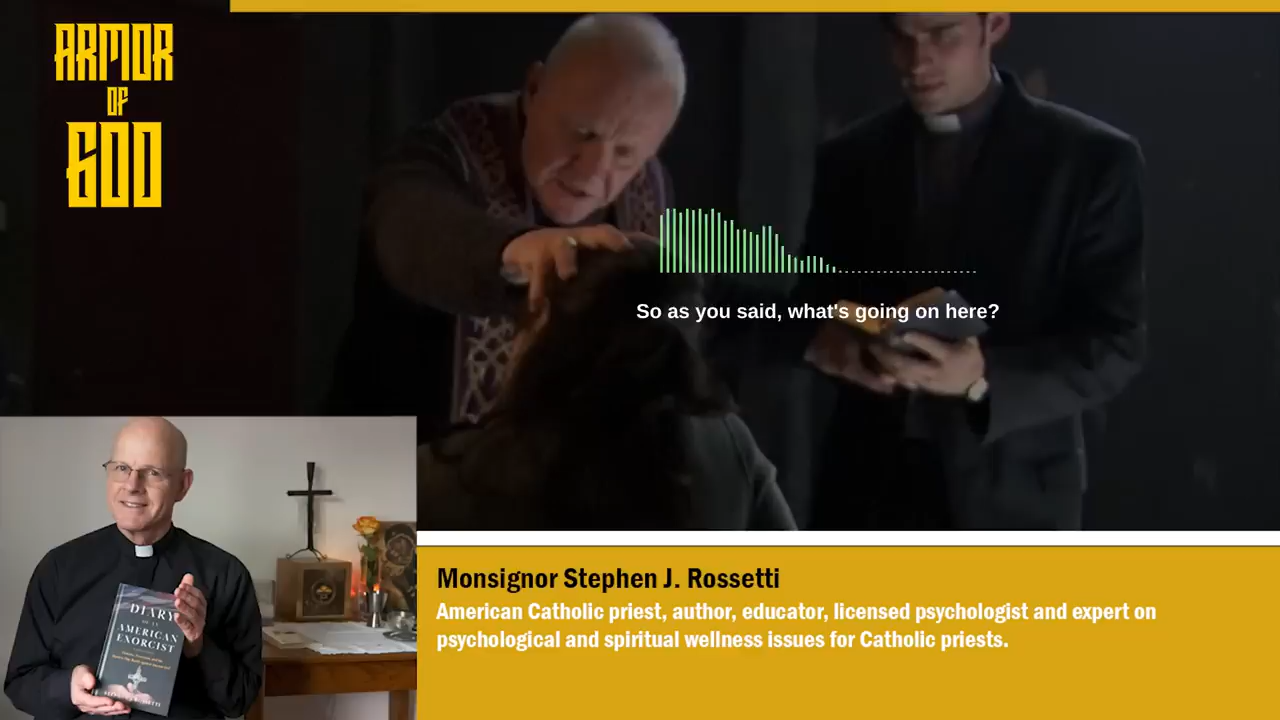 ARMOR
OF
GOD
So as you said, what's going on here?
DIARY
OF AN
AMERICAN
EXORCIST
Monsignor Stephen J. Rossetti
American Catholic priest, author, educator, licensed psychologist and expert on
psychological and spiritual wellness issues for Catholic priests.